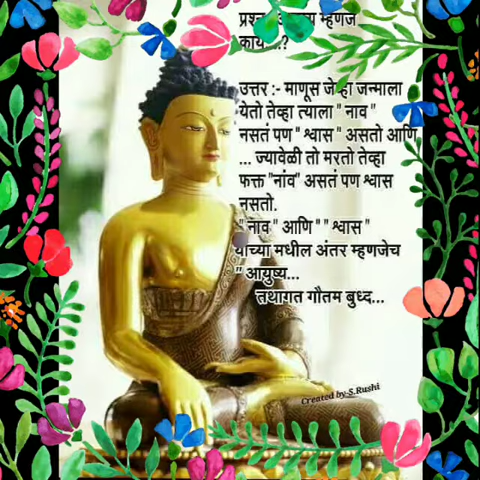 प्रश्न म्हणजे
काय
उत्तर :- माणूस जेव्हा जन्माला
येतो तेव्हा त्याला " नाव "
नसतं पण " श्वास " असतो आणि
... ज्यावेळी तो मरतो तेव्हा
फक्त "नांव" असतं पण श्वास
नसतो.
" नाव " आणि " " श्वास "
यांच्या मधील अंतर म्हणजेच
" आयुष्य...
तथागत गौतम बुध्द...
Created by-S.Rushi